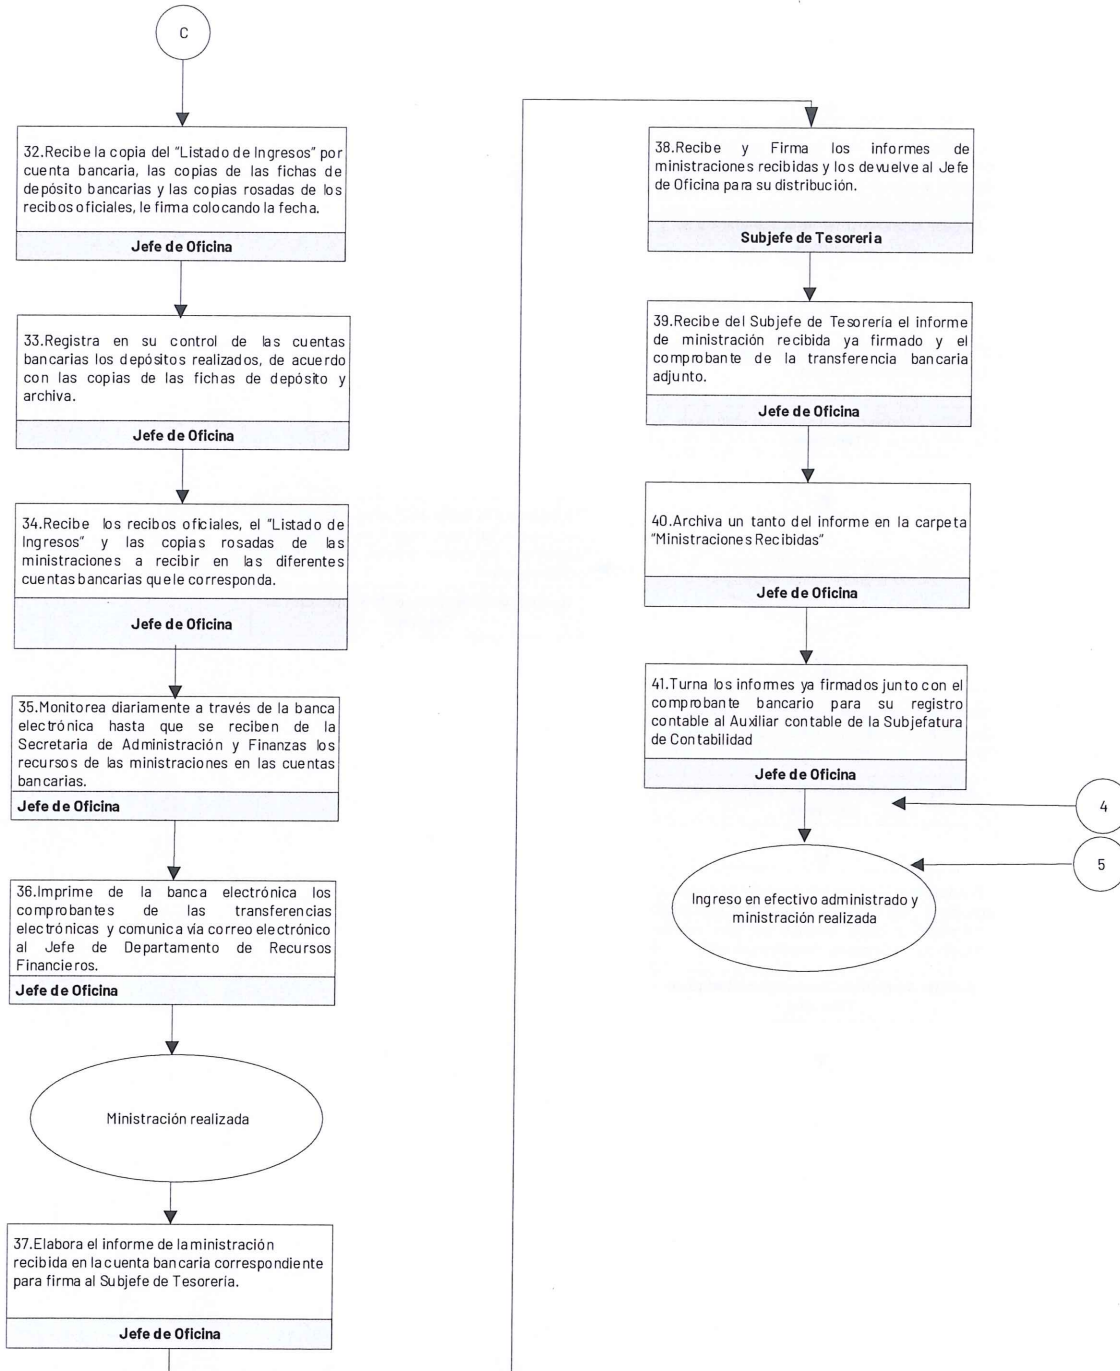 C
32.Recibe la copia del "Listado de Ingresos" por
cuenta bancaria, las copias de las fichas de
depósito bancarias y las copias rosadas de los
recibos oficiales, le firma colocando la fecha.
Jefe de Oficina
33.Registra en su control de las cuentas
bancarias los depósitos realizados, de acuerdo
con las copias de las fichas de depósito y
archiva.
Jefe de Oficina
34.Recibe los recibos oficiales, el "Listado de
Ingresos" y las copias rosadas de las
ministraciones a recibir en las diferentes
cuentas bancarias que le corresponda.
Jefe de Oficina
35.Monitorea diariamente a través de la banca
electrónica hasta que se reciben de la
Secretaria de Administración y Finanzas los
recursos de las ministraciones en las cuentas
bancarias.
Jefe de Oficina
36.Imprime de la banca electrónica los
comprobantes de las transferencias
electrónicas y comunica vía correo electrónico
al Jefe de Departamento de Recursos
Financieros.
Jefe de Oficina
Ministración realizada
37.Elabora el informe de la ministración
recibida en la cuenta bancaria correspondiente
para firma al Subjefe de Tesorería.
Jefe de Oficina
38.Recibe y Firma los informes de
ministraciones recibidas y los devuelve al Jefe
de Oficina para su distribución.
Subjefe de Tesoreria
39.Recibe del Subjefe de Tesorería el informe
de ministración recibida ya firmado y el
comprobante de la transferencia bancaria
adjunto.
Jefe de Oficina
40.Archiva un tanto del informe en la carpeta
"Ministraciones Recibidas"
Jefe de Oficina
41.Turna los informes ya firmados junto con el
comprobante bancario para su registro
contable al Auxiliar contable de la Subjefatura
de Contabilidad
Jefe de Oficina
4
5
Ingreso en efectivo administrado y
ministración realizada